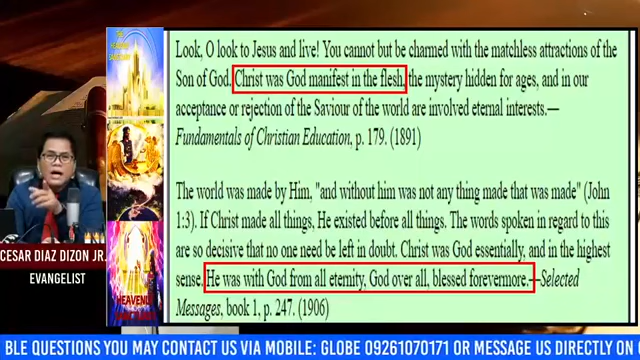 Look, O look to Jesus and live! You cannot but be charmed with the matchless attractions of the
Son of God. Christ was God manifest in the flesh, the mystery hidden for ages, and in our
acceptance or rejection of the Saviour of the world are involved eternal interests.—
Fundamentals of Christian Education, p. 179. (1891)
The world was made by Him, "and without him was not any thing made that was made" (John
1:3). If Christ made all things, He existed before all things. The words spoken in regard to this
are so decisive that no one need be left in doubt. Christ was God essentially, and in the highest
sense. He was with God from all eternity, God over all, blessed forevermore.—Selected
Messages, book 1, p. 247. (1906)
CESAR DIAZ DIZON JR.
EVANGELIST
HEAVENLY
BLE QUESTIONS YOU MAY CONTACT US VIA MOBILE: GLOBE 09261070171 OR MESSAGE US DIRECTLY ON